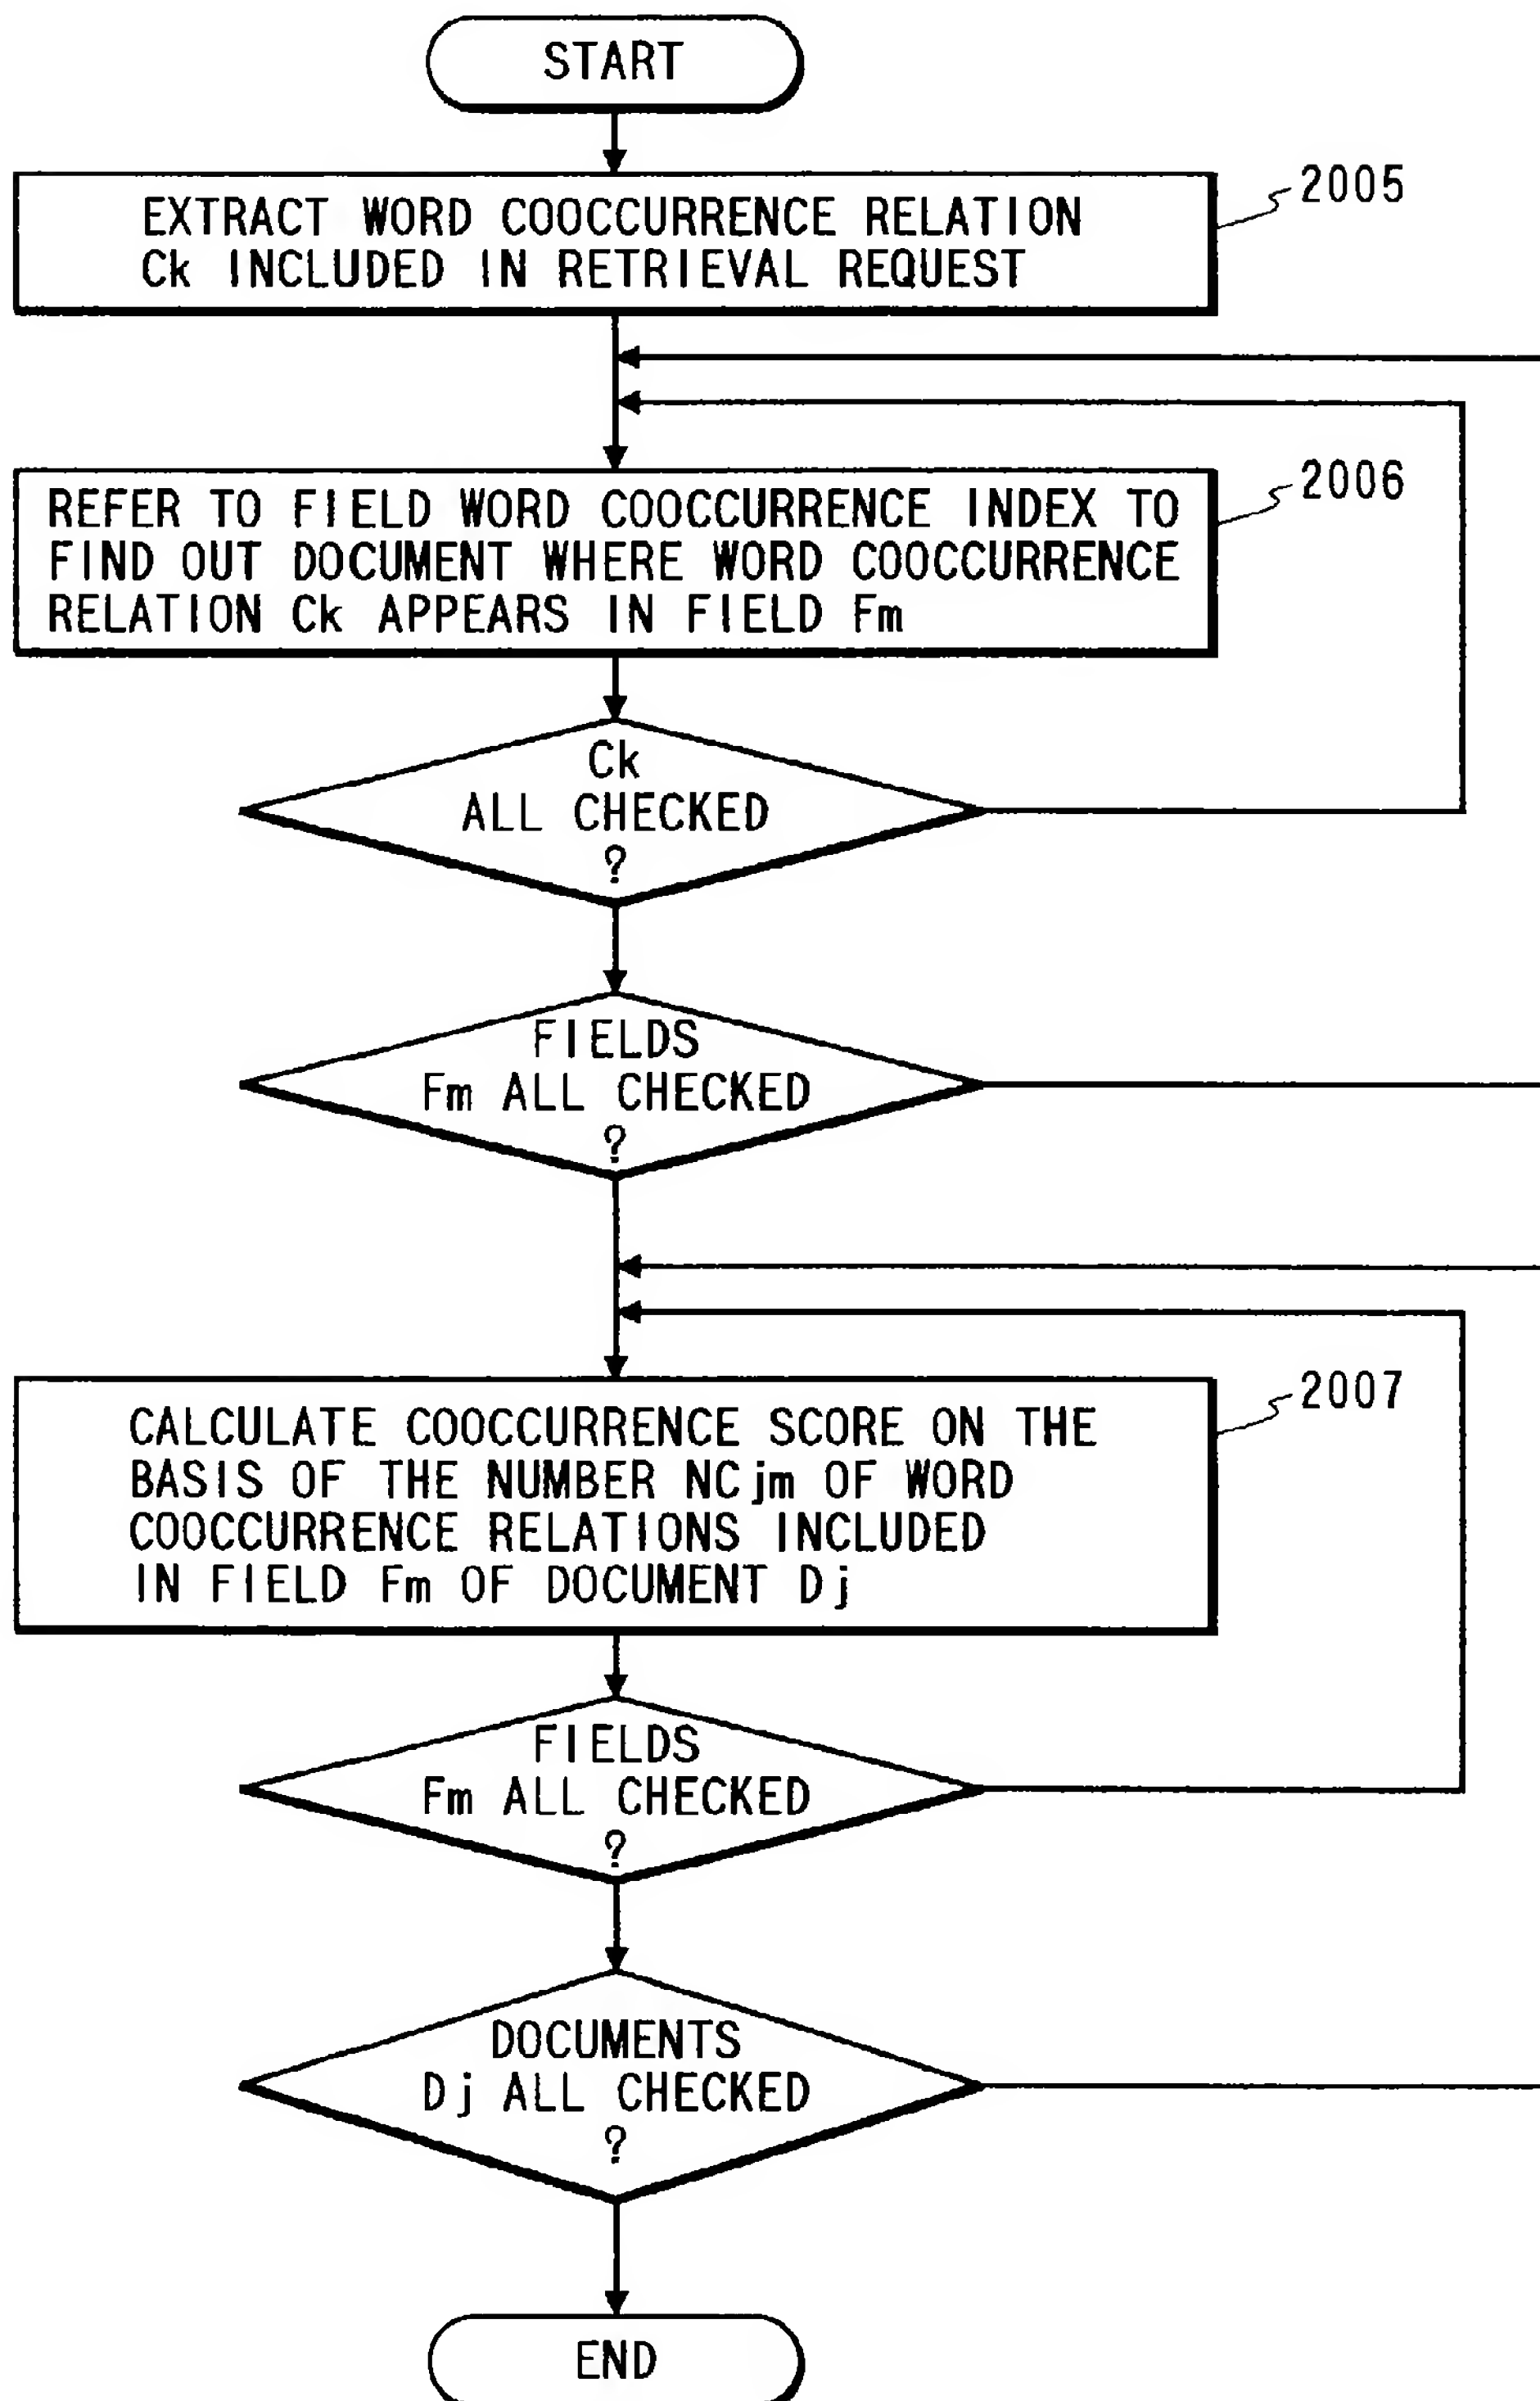 START
EXTRACT WORD COOCCURRENCE RELATION
Ck INCLUDED IN RETRIEVAL REQUEST
2005
REFER TO FIELD WORD COOCCURRENCE INDEX TO
FIND OUT DOCUMENT WHERE WORD COOCCURRENCE
RELATION Ck APPEARS IN FIELD Fm
2006
Ck
ALL CHECKED
?
FIELDS
Fm ALL CHECKED
?
CALCULATE COOCCURRENCE SCORE ON THE
BASIS OF THE NUMBER NCjm OF WORD
COOCCURRENCE RELATIONS INCLUDED
IN FIELD Fm OF DOCUMENT Dj
2007
FIELDS
Fm ALL CHECKED
?
DOCUMENTS
Dj ALL CHECKED
?
END